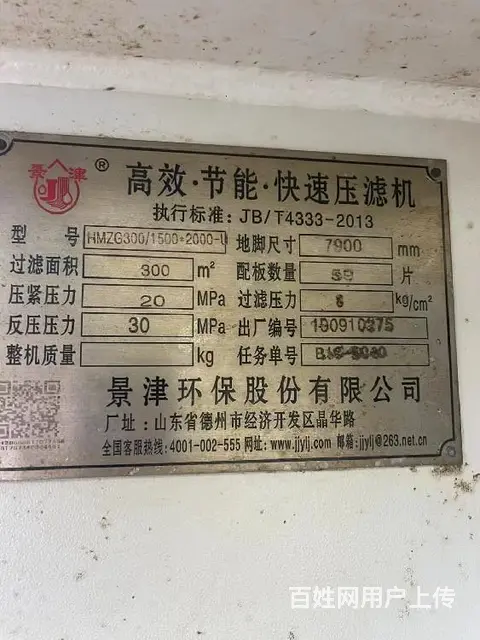 景津®
高效·节能·快速压滤机
执行标准：JB/T4333-2013
型 号 HMZG300/1500*2000-U 地脚尺寸 7900 mm
过滤面积 300 m² 配板数量 片
压紧压力 20 MPa 过滤压力 kg/cm²
反压压力 30 MPa 出厂编号 190910375
整机质量 kg 任务单号
景津环保股份有限公司
厂址：山东省德州市经济开发区晶华路
全国客服热线：4001-002-555 网址：www.jjylj.com 邮箱：jjylj@263.net.cn
百姓网用户上传